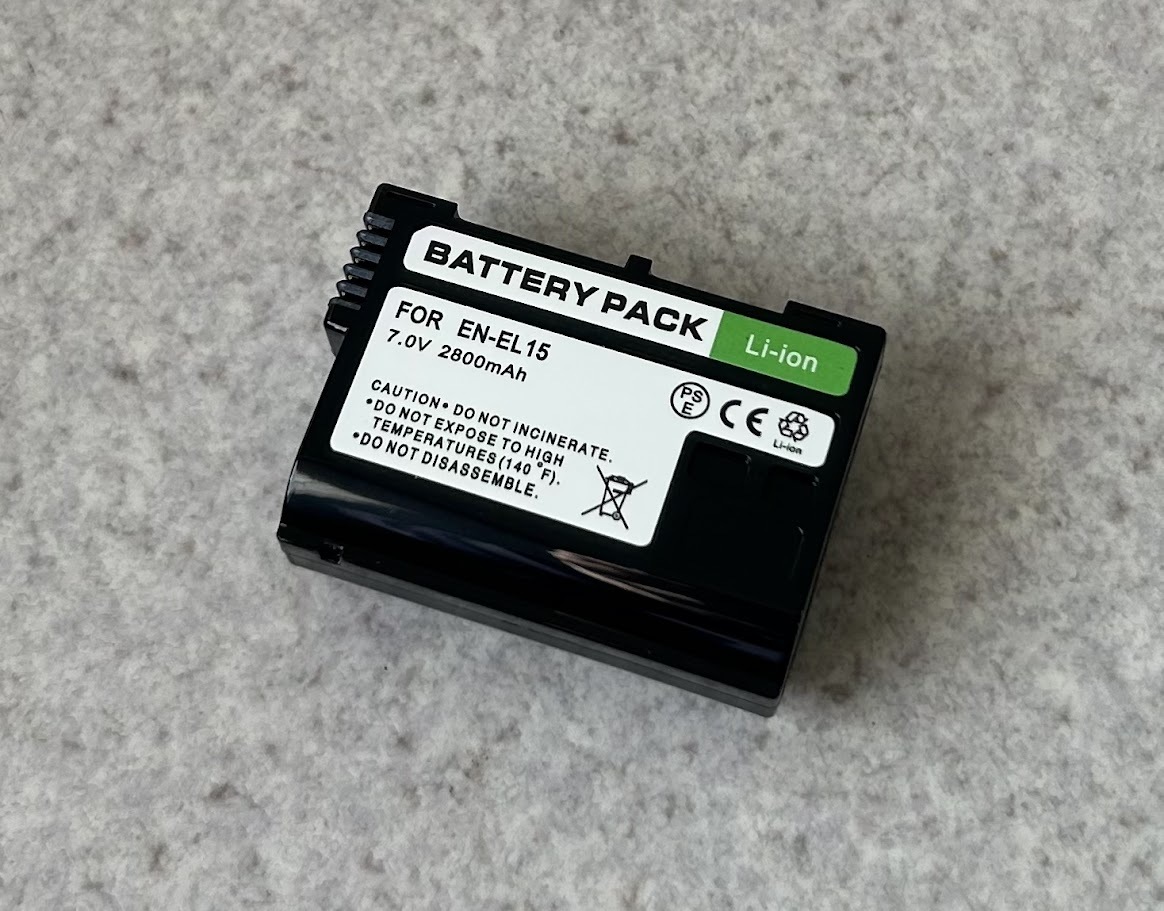 BATTERY PACK Li-ion
FOR EN-EL15
7.0V 2800mAh
PS
E
CE
Li-ion
CAUTION• DO NOT INCINERATE.
•DO NOT EXPOSE TO HIGH
TEMPERATURES(140 °F).
•DO NOT DISASSEMBLE.